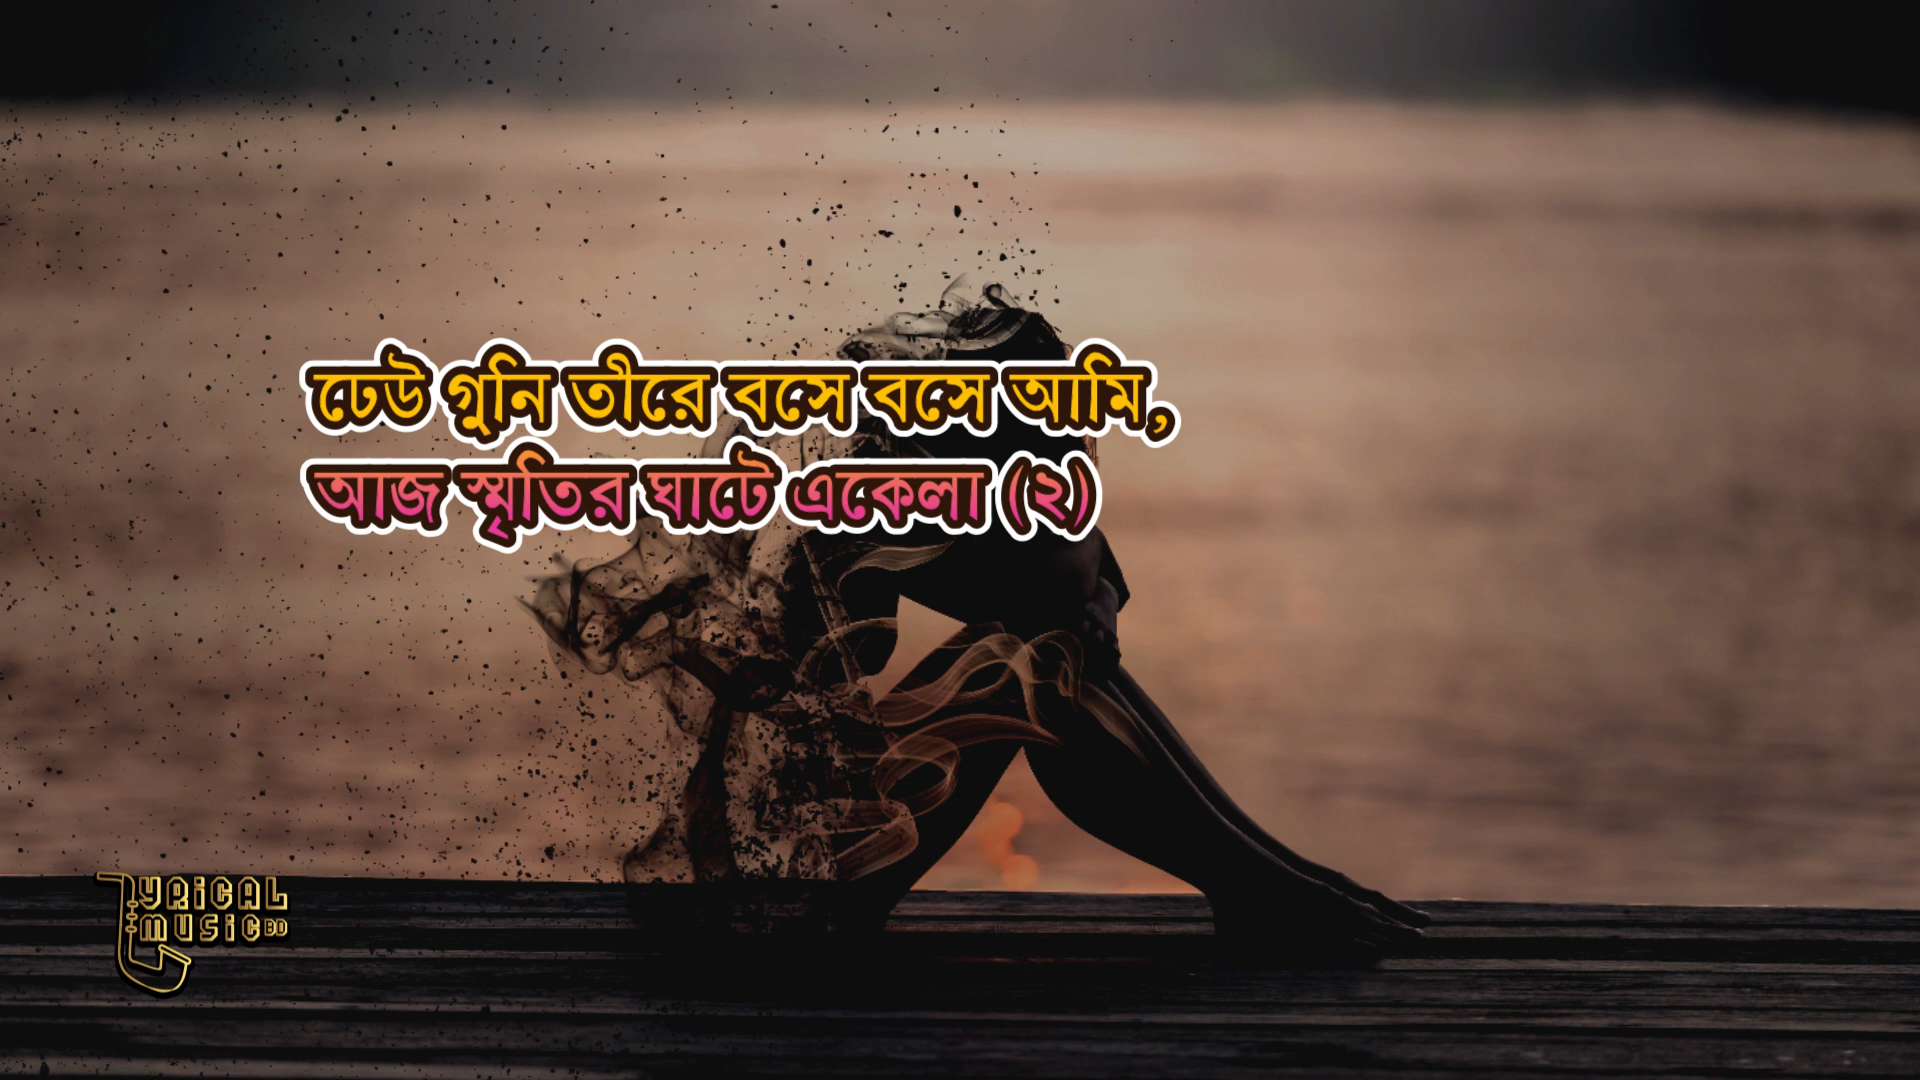 ঢেউ গুনি তীরে বসে বসে আমি,
আজ স্মৃতির ঘাটে একেলা (২)
LYRICAL
MUSIC BD